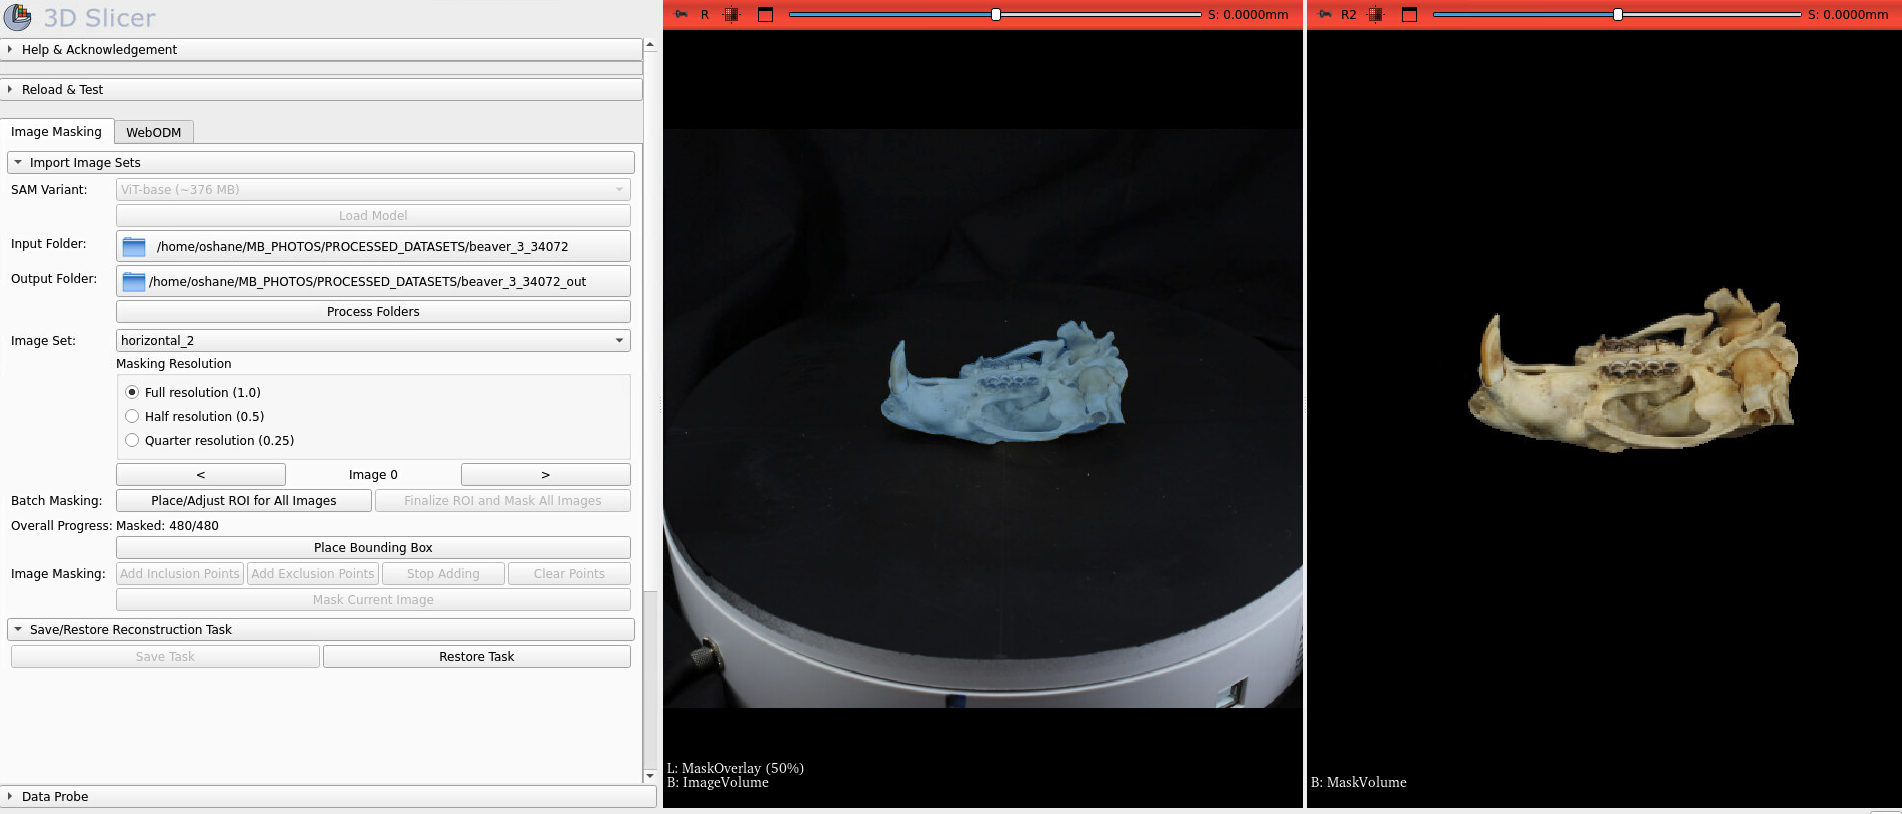 3D Slicer
Help & Acknowledgement
Reload & Test
Image Masking WebODM
Import Image Sets
SAM Variant: ViT-base (~376 MB)
Load Model
Input Folder: /home/oshane/MB_PHOTOS/PROCESSED_DATASETS/beaver_3_34072
Output Folder: /home/oshane/MB_PHOTOS/PROCESSED_DATASETS/beaver_3_34072_out
Process Folders
Image Set: horizontal_2
Masking Resolution
Full resolution (1.0)
Half resolution (0.5)
Quarter resolution (0.25)
< Image 0 >
Batch Masking: Place/Adjust ROI for All Images Finalize ROI and Mask All Images
Overall Progress: Masked: 480/480
Place Bounding Box
Image Masking: Add Inclusion Points Add Exclusion Points Stop Adding Clear Points
Mask Current Image
Save/Restore Reconstruction Task
Save Task Restore Task
Data Probe
R S: 0.0000mm
L: MaskOverlay (50%)
B: ImageVolume
R2 S: 0.0000mm
B: MaskVolume